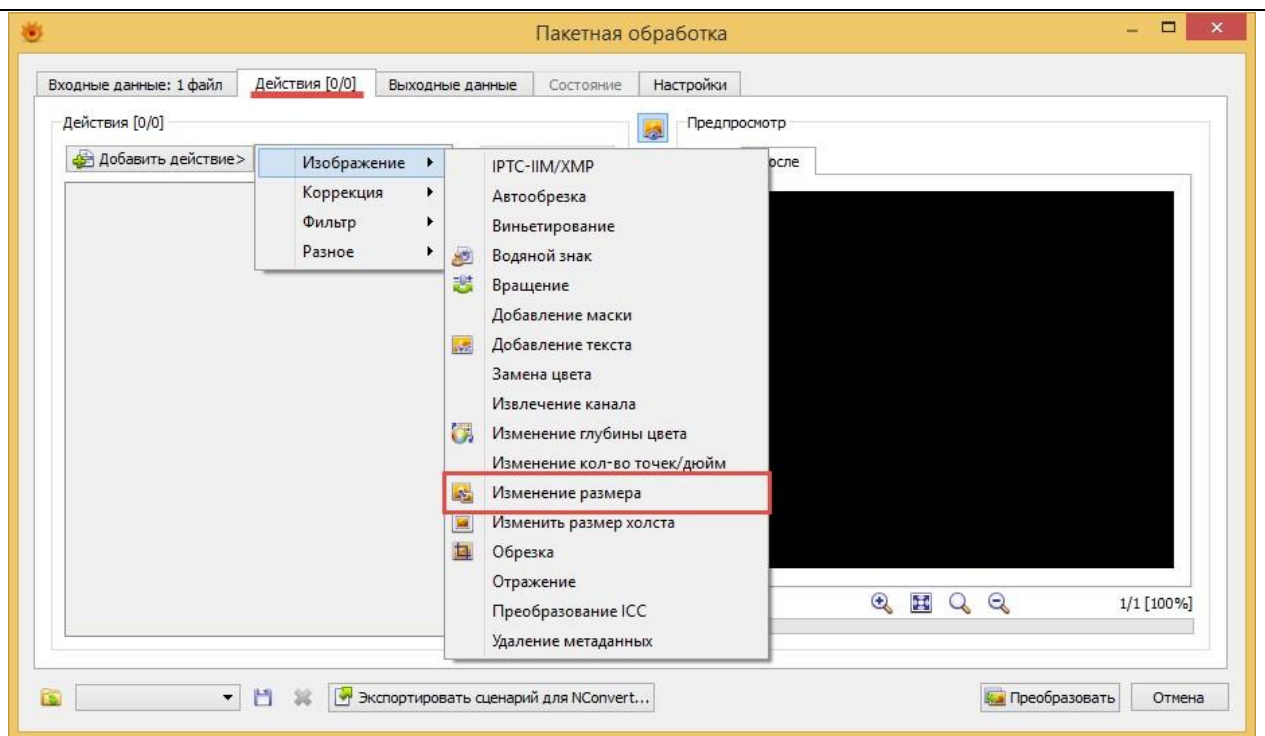 Пакетная обработка
Входные данные: 1 файл Действия [0/0] Выходные данные Состояние Настройки
Действия [0/0]
Предпросмотр
Добавить действие>
осле
Изображение
Коррекция
Фильтр
Разное
IPTC-IIM/XMP
Автообрезка
Виньетирование
Водяной знак
Вращение
Добавление маски
Добавление текста
Замена цвета
Извлечение канала
Изменение глубины цвета
Изменение кол-во точек/дюйм
Изменение размера
Изменить размер холста
Обрезка
Отражение
Преобразование ICC
Удаление метаданных
1/1 [100%]
Экспортировать сценарий для NConvert... Преобразовать Отмена